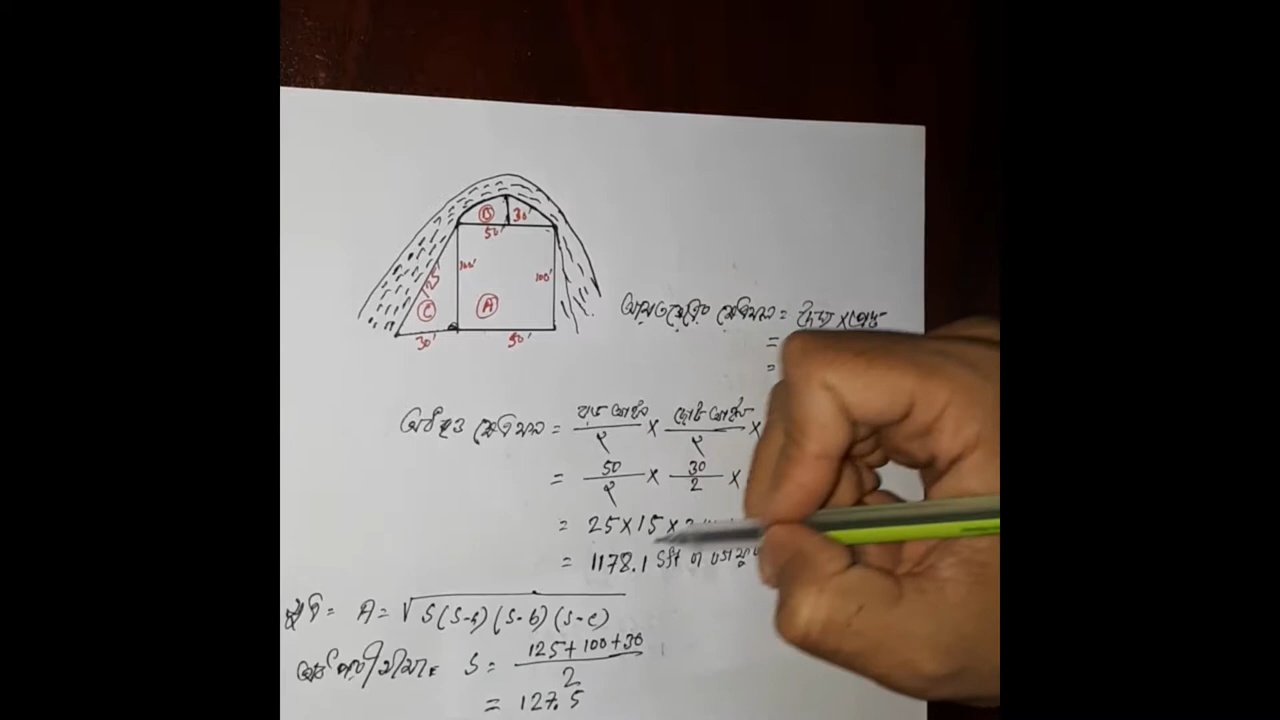 B
30'
50'
100'
100'
C
A
30'
50'
আয়তক্ষেত্রের ক্ষেত্রফল = দৈর্ঘ্য × প্রস্থ
=
=
ক্ষেত্রফল = বড় অক্ষ/২ × ছোট অক্ষ/২ ×
= 50/২ × 30/2 ×
= 25 × 15 ×
= 1178.1 Sft বা
A = √S(S-a)(S-b)(S-c)
অর্ধপরিসীমা, S = 125+100+30/2
= 127.5